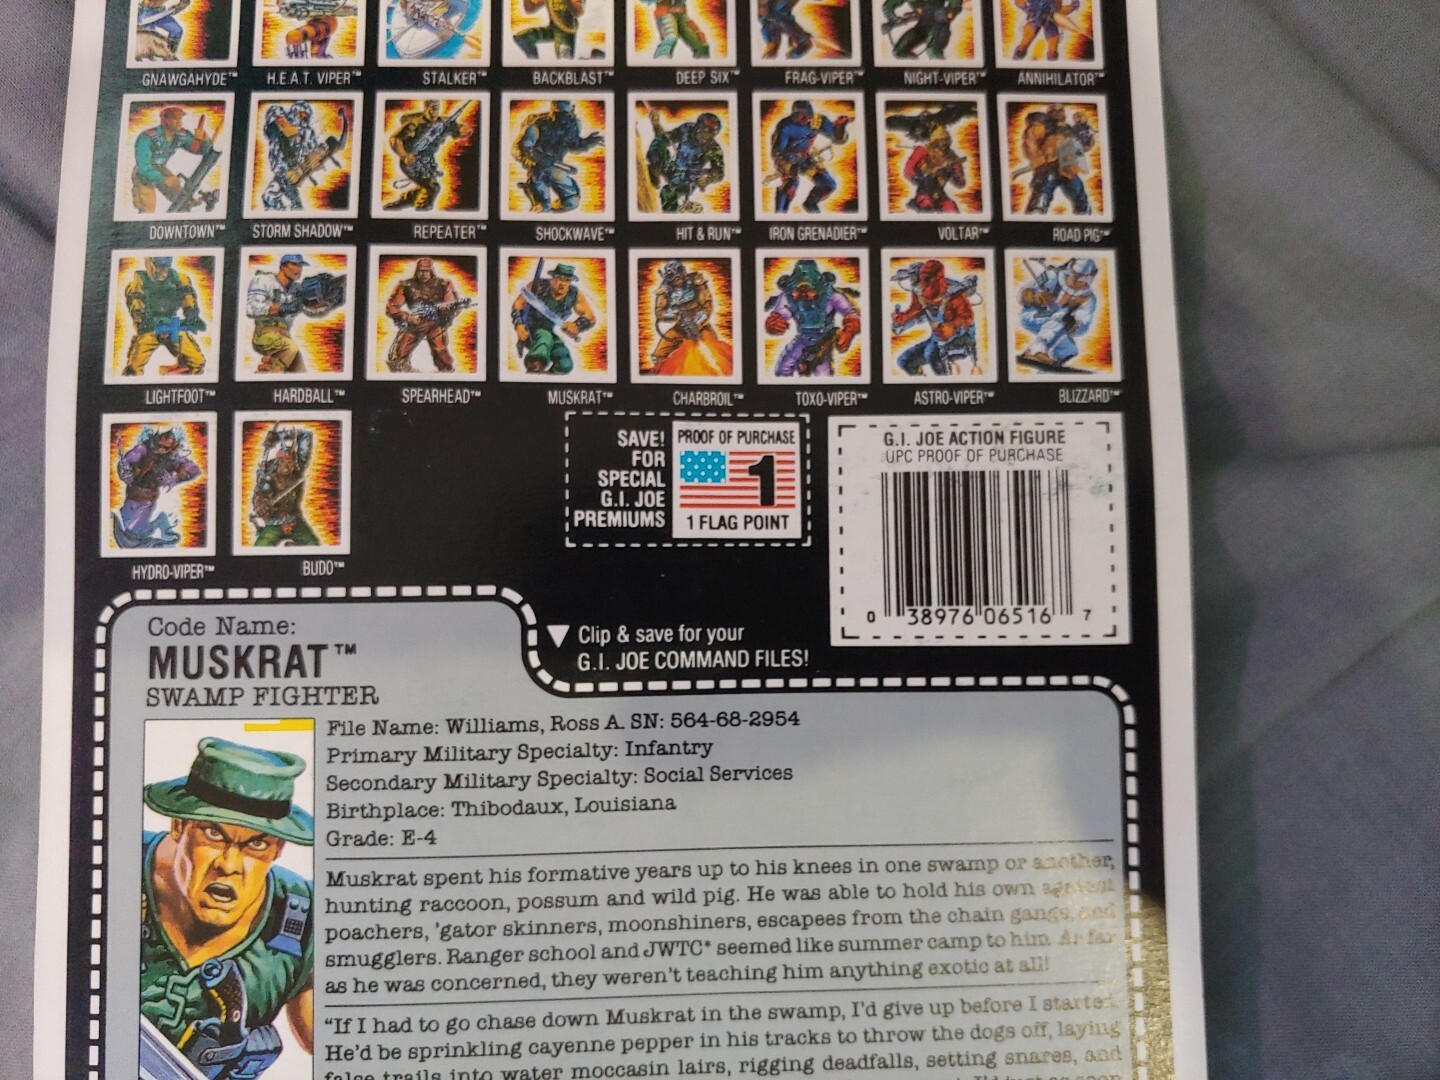 GNAWGAHYDE™ H.E.A.T. VIPER™ STALKER™ BACKBLAST™ DEEP SIX™ FRAG-VIPER™ NIGHT-VIPER™ ANNIHILATOR™
DOWNTOWN™ STORM SHADOW™ REPEATER™ SHOCKWAVE™ HIT & RUN™ IRON GRENADIER™ VOLTAR™ ROAD PIG™
LIGHTFOOT™ HARDBALL™ SPEARHEAD™ MUSKRAT™ CHARBROIL™ TOXO-VIPER™ ASTRO-VIPER™ BLIZZARD™
HYDRO-VIPER™ BUDO™
SAVE!
FOR
SPECIAL
G.I. JOE
PREMIUMS
PROOF OF PURCHASE
1
1 FLAG POINT
G.I. JOE ACTION FIGURE
UPC PROOF OF PURCHASE
0 38976 06516 7
Clip & save for your
G.I. JOE COMMAND FILES!
Code Name:
MUSKRAT™
SWAMP FIGHTER
File Name: Williams, Ross A. SN: 564-68-2954
Primary Military Specialty: Infantry
Secondary Military Specialty: Social Services
Birthplace: Thibodaux, Louisiana
Grade: E-4
Muskrat spent his formative years up to his knees in one swamp or another,
hunting raccoon, possum and wild pig. He was able to hold his own against
poachers, 'gator skinners, moonshiners, escapees from the chain gangs, and
smugglers. Ranger school and JWTC* seemed like summer camp to him. As far
as he was concerned, they weren't teaching him anything exotic at all!
"If I had to go chase down Muskrat in the swamp, I'd give up before I started.
He'd be sprinkling cayenne pepper in his tracks to throw the dogs off, laying
false trails into water moccasin lairs, rigging deadfalls, setting snares, and